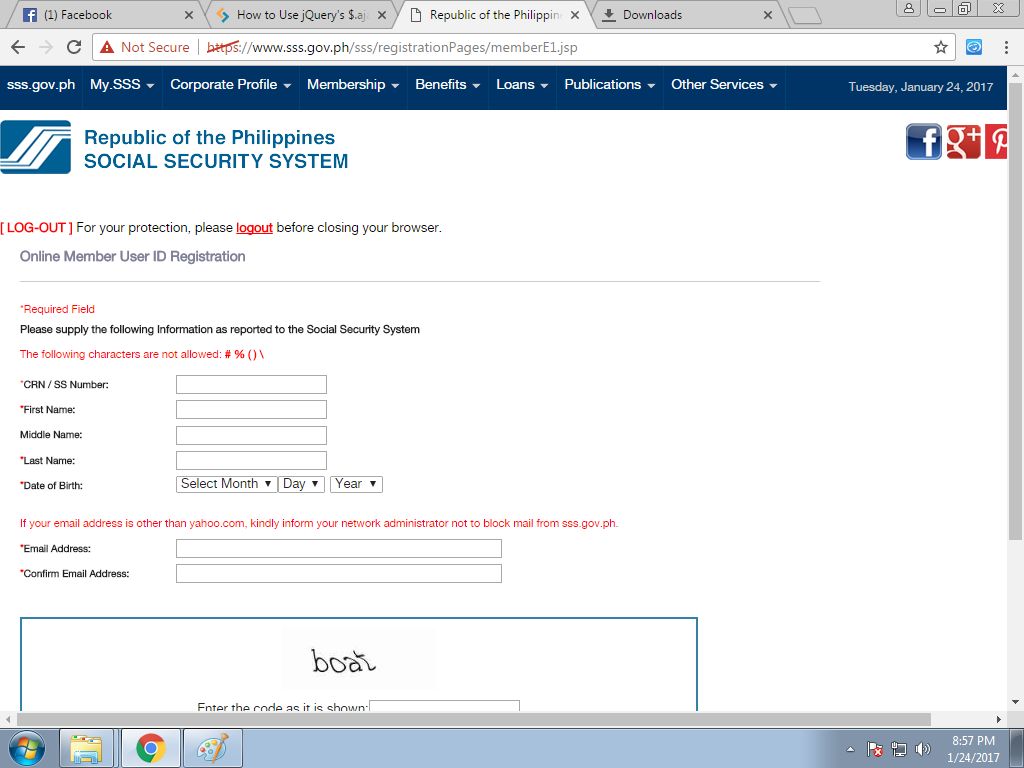 (1) Facebook
How to Use jQuery's $.aj
Republic of the Philippin
Downloads
Not Secure
https://www.sss.gov.ph/sss/registrationPages/memberE1.jsp
sss.gov.ph My.SSS Corporate Profile Membership Benefits Loans Publications Other Services Tuesday, January 24, 2017
Republic of the Philippines
SOCIAL SECURITY SYSTEM
[ LOG-OUT ] For your protection, please logout before closing your browser.
Online Member User ID Registration
*Required Field
Please supply the following Information as reported to the Social Security System
The following characters are not allowed: # % ( ) \
*CRN / SS Number:
*First Name:
Middle Name:
*Last Name:
*Date of Birth: Select Month Day Year
If your email address is other than yahoo.com, kindly inform your network administrator not to block mail from sss.gov.ph.
*Email Address:
*Confirm Email Address:
boat
Enter the code as it is shown:
8:57 PM
1/24/2017